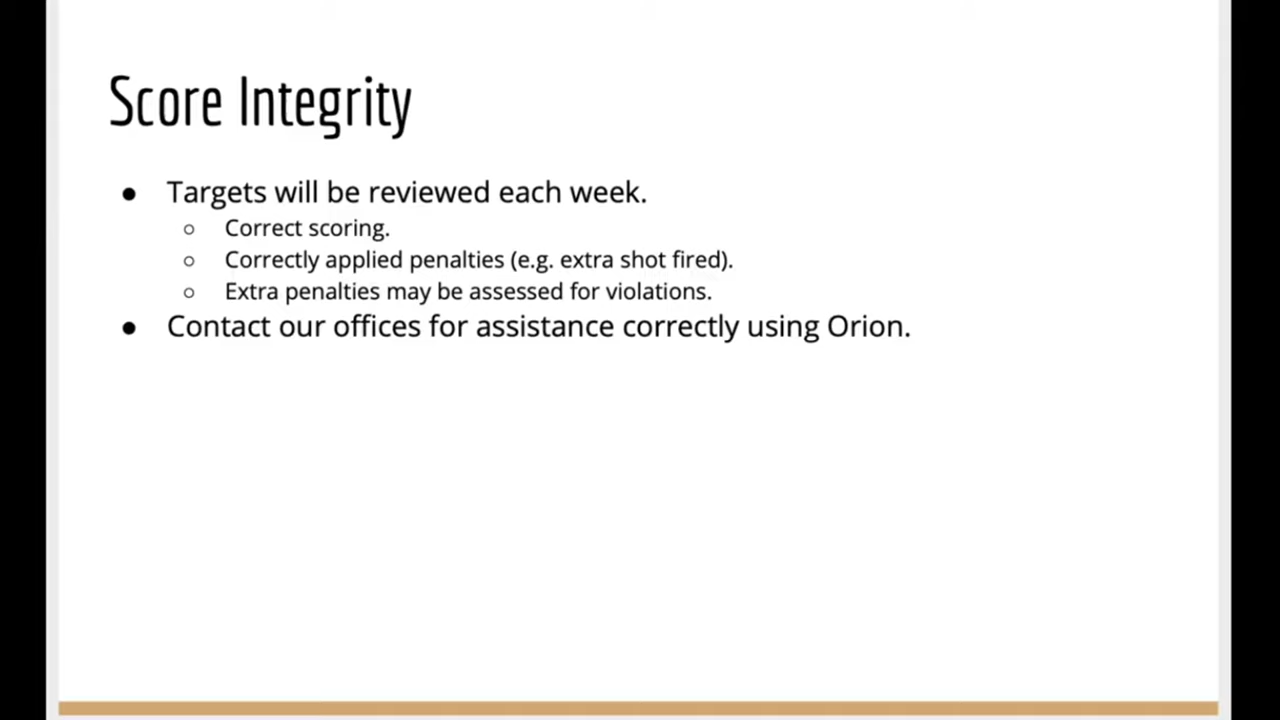 Score Integrity
● Targets will be reviewed each week.
○ Correct scoring.
○ Correctly applied penalties (e.g. extra shot fired).
○ Extra penalties may be assessed for violations.
● Contact our offices for assistance correctly using Orion.